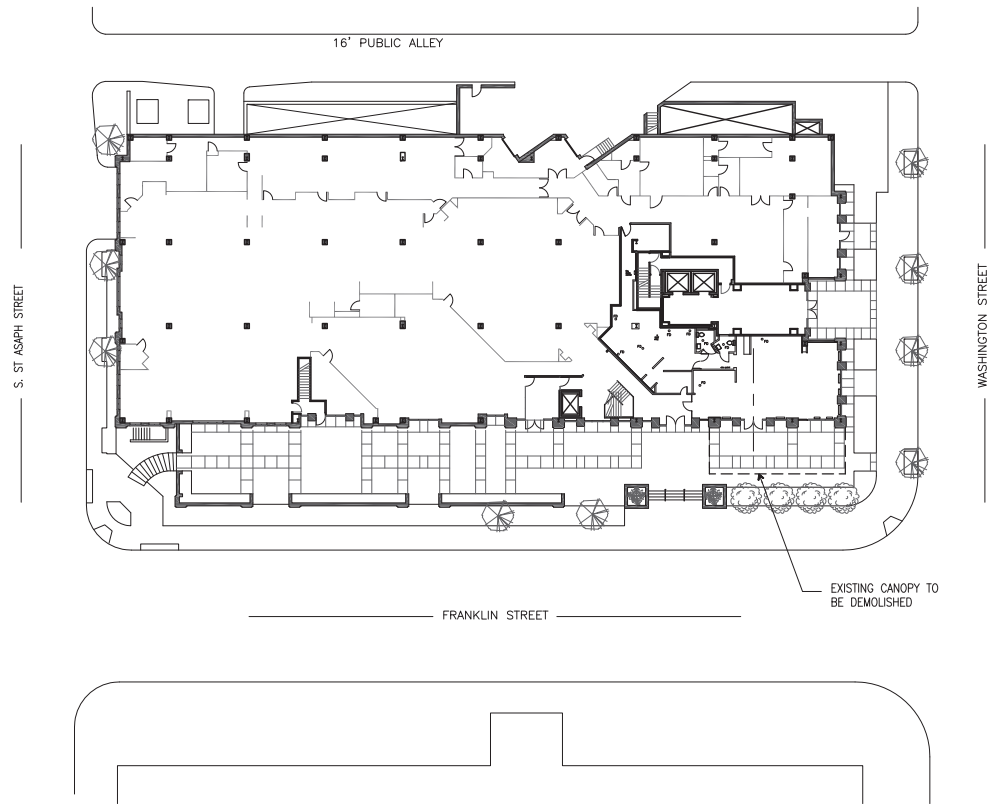 16' PUBLIC ALLEY
S. ST ASAPH STREET
WASHINGTON STREET
EXISTING CANOPY TO
BE DEMOLISHED
FRANKLIN STREET